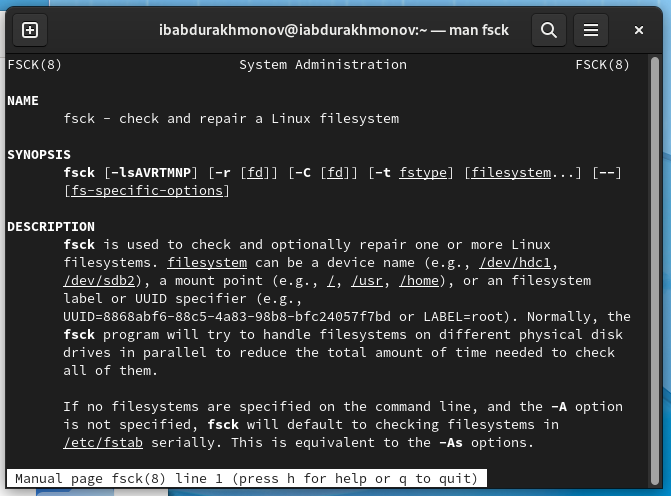 ibabdurakhmonov@iabdurakhmonov:~ — man fsck
FSCK(8) System Administration FSCK(8)
NAME
fsck - check and repair a Linux filesystem
SYNOPSIS
fsck [-lsAVRTMNP] [-r [fd]] [-C [fd]] [-t fstype] [filesystem...] [--]
[fs-specific-options]
DESCRIPTION
fsck is used to check and optionally repair one or more Linux
filesystems. filesystem can be a device name (e.g., /dev/hdc1,
/dev/sdb2), a mount point (e.g., /, /usr, /home), or an filesystem
label or UUID specifier (e.g.,
UUID=8868abf6-88c5-4a83-98b8-bfc24057f7bd or LABEL=root). Normally, the
fsck program will try to handle filesystems on different physical disk
drives in parallel to reduce the total amount of time needed to check
all of them.
If no filesystems are specified on the command line, and the -A option
is not specified, fsck will default to checking filesystems in
/etc/fstab serially. This is equivalent to the -As options.
Manual page fsck(8) line 1 (press h for help or q to quit)